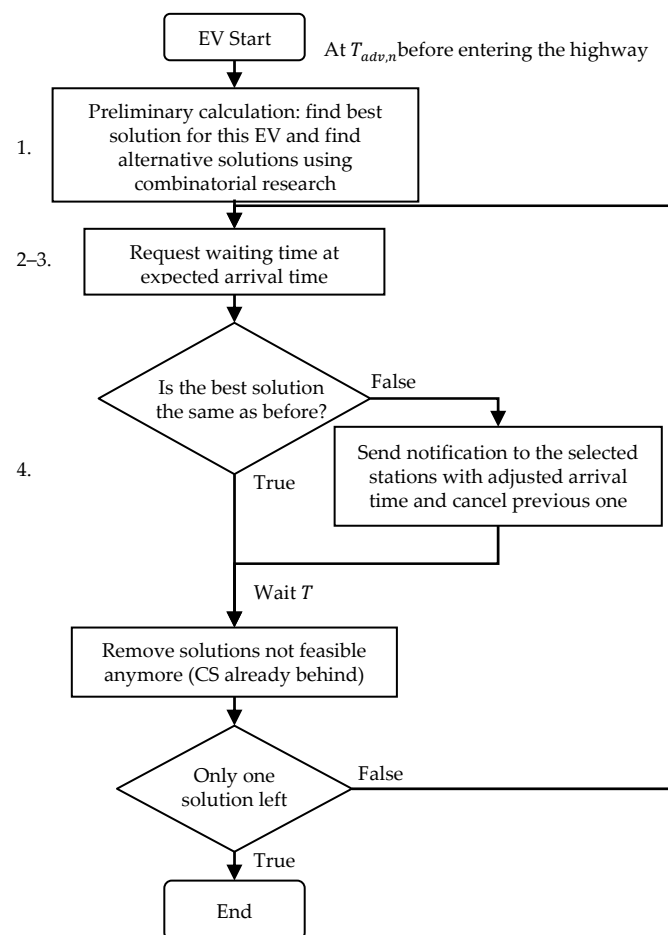 EV Start
At T_{adv,n} before entering the highway
1.
Preliminary calculation: find best
solution for this EV and find
alternative solutions using
combinatorial research
2–3.
Request waiting time at
expected arrival time
Is the best solution
the same as before?
False
Send notification to the selected
stations with adjusted arrival
time and cancel previous one
4.
True
Wait T
Remove solutions not feasible
anymore (CS already behind)
Only one
solution left
False
True
End